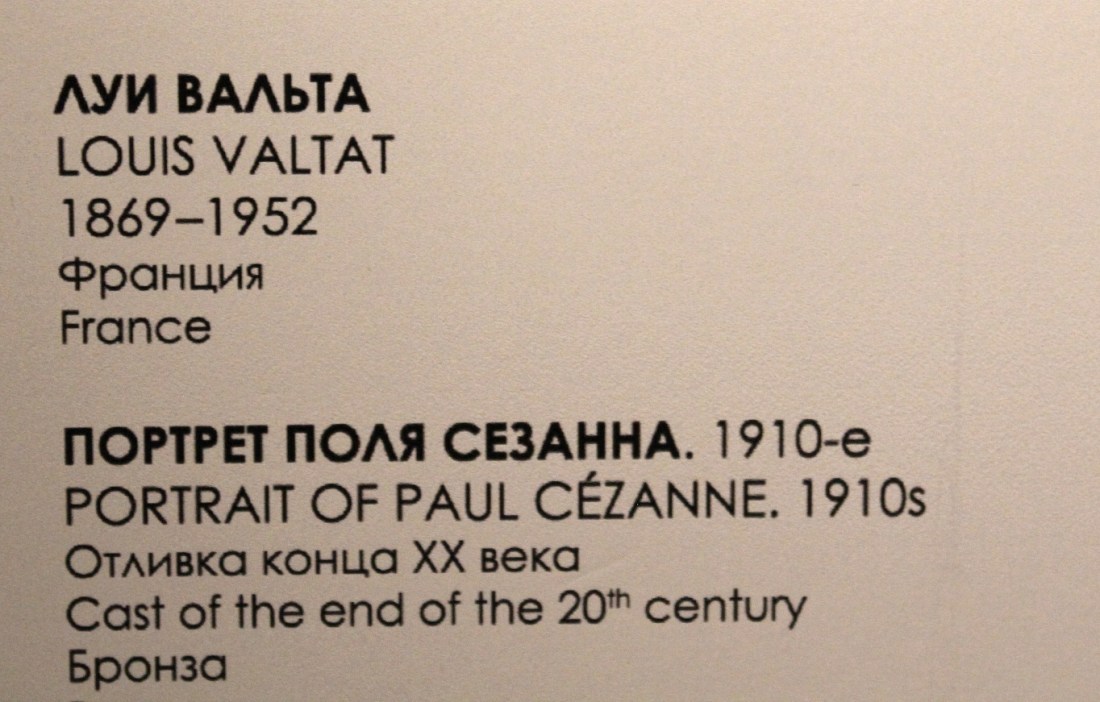 ЛУИ ВАЛЬТА
LOUIS VALTAT
1869–1952
Франция
France
ПОРТРЕТ ПОЛЯ СЕЗАННА. 1910-е
PORTRAIT OF PAUL CÉZANNE. 1910s
Отливка конца XX века
Cast of the end of the 20th century
Бронза